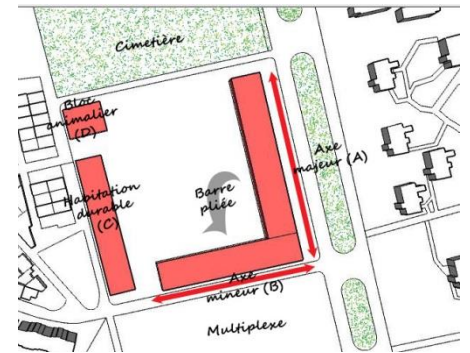 Cimetière
Bloc
animalier
(D)
Axe
majeur (A)
Habitation
durable
(C)
Barre
pliée
Axe
mineur (B)
Multiplexe